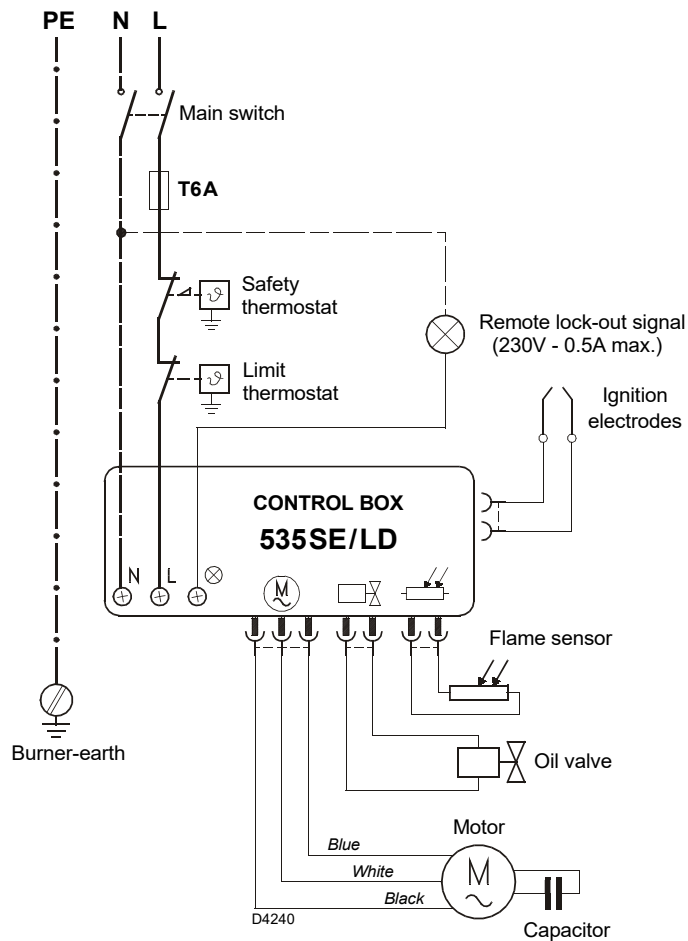 PE N L
Main switch
T6A
Safety
thermostat
Remote lock-out signal
(230V - 0.5A max.)
Limit
thermostat
Ignition
electrodes
CONTROL BOX
535SE/LD
N L
M
Flame sensor
Burner-earth
Oil valve
Motor
Blue
White
Black
M
D4240
Capacitor